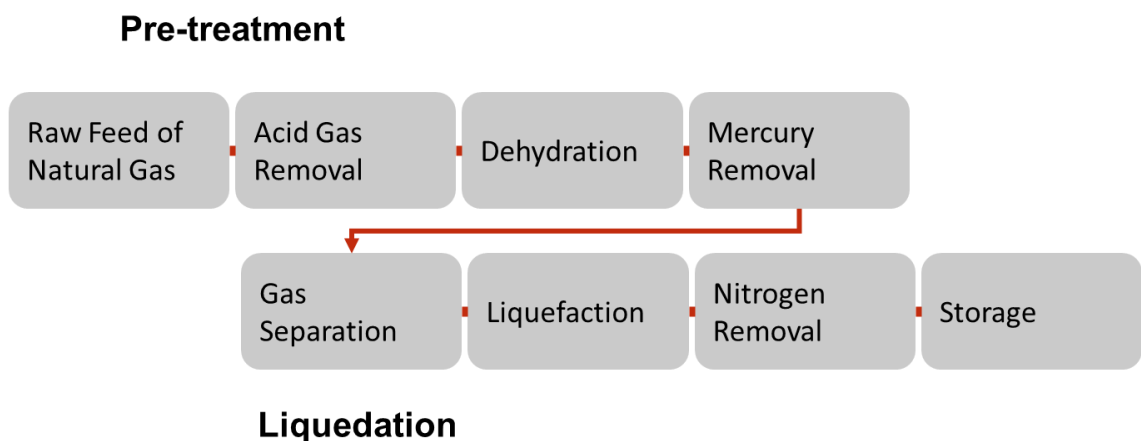 Pre-treatment
Raw Feed of
Natural Gas
Acid Gas
Removal
Dehydration
Mercury
Removal
Gas
Separation
Liquefaction
Nitrogen
Removal
Storage
Liquedation